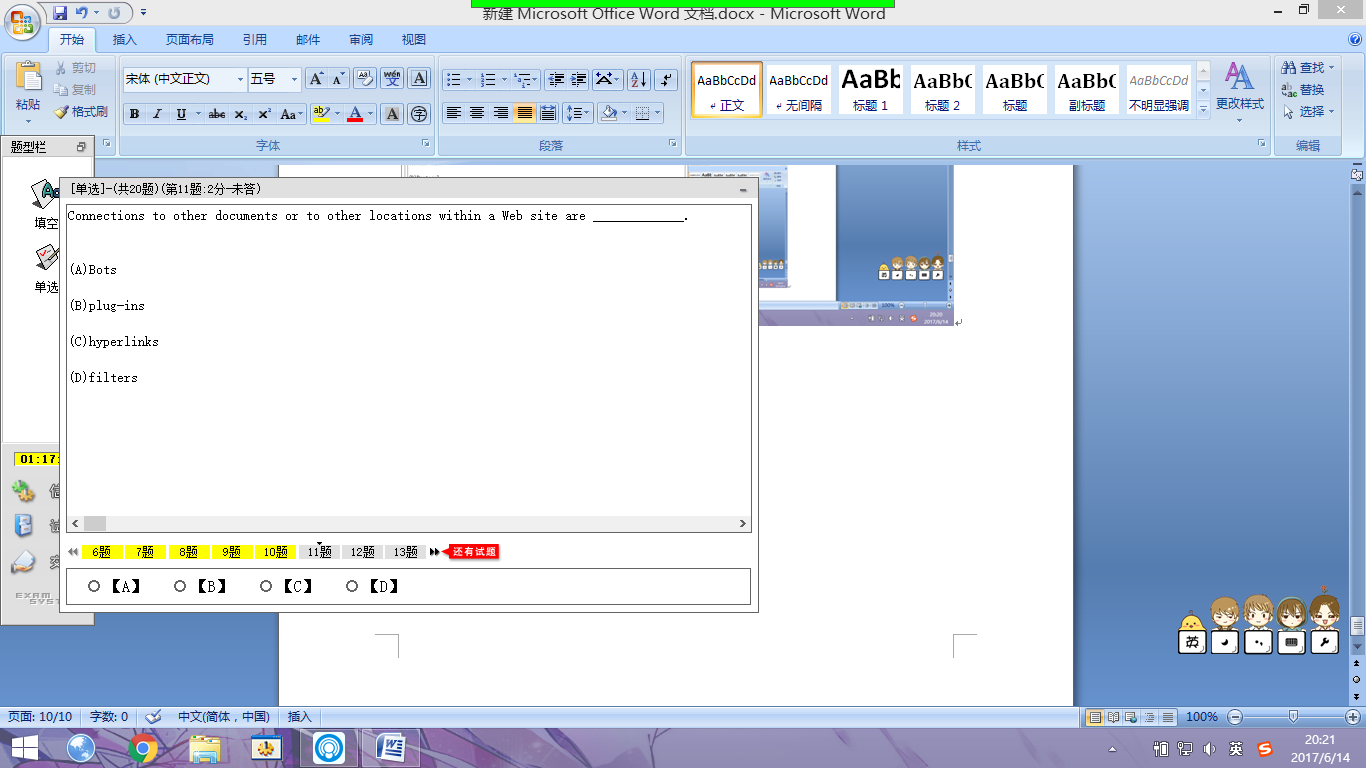 新建 Microsoft Office Word 文档.docx - Microsoft Word
开始 插入 页面布局 引用 邮件 审阅 视图
粘贴
剪切
复制
格式刷
宋体 (中文正文) 五号
字体
段落
AaBbCcDd 正文
AaBbCcDd 无间隔
AaBb 标题 1
AaBbC 标题 2
AaBbC 标题
AaBbC 副标题
AaBbCcDd 不明显强调
更改样式
样式
查找
替换
选择
编辑
题型栏
填空
单选
[单选]-(共20题)(第11题:2分-未答)
Connections to other documents or to other locations within a Web site are _____________.
(A)Bots
(B)plug-ins
(C)hyperlinks
(D)filters
01:17:
6题 7题 8题 9题 10题 11题 12题 13题 还有试题
【A】 【B】 【C】 【D】
EXAM
英
页面: 10/10 字数: 0 中文(简体，中国) 插入 100%
英
20:21
2017/6/14